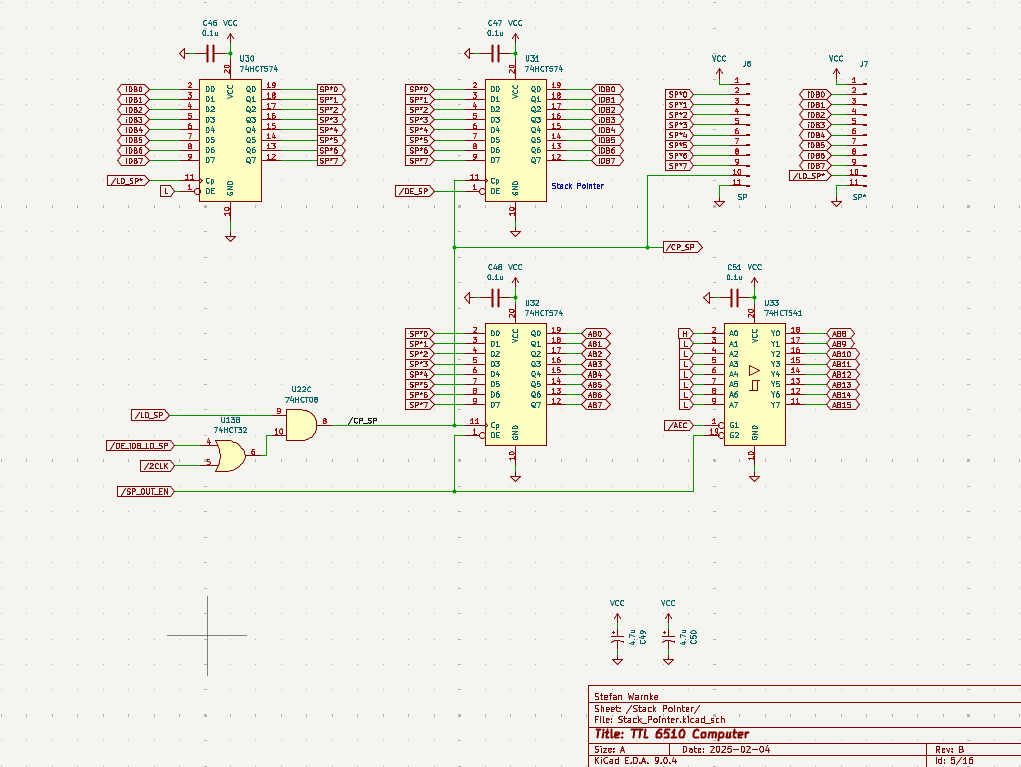 C46 VCC
0.1u
U30
74HCT574
20
VCC
IDB0 2 D0 Q0 19 SP*0
IDB1 3 D1 Q1 18 SP*1
IDB2 4 D2 Q2 17 SP*2
IDB3 5 D3 Q3 16 SP*3
IDB4 6 D4 Q4 15 SP*4
IDB5 7 D5 Q5 14 SP*5
IDB6 8 D6 Q6 13 SP*6
IDB7 9 D7 Q7 12 SP*7
/LD_SP* 11 Cp
L 1 OE GND
10
C47 VCC
0.1u
U31
74HCT574
20
VCC
SP*0 2 D0 Q0 19 IDB0
SP*1 3 D1 Q1 18 IDB1
SP*2 4 D2 Q2 17 IDB2
SP*3 5 D3 Q3 16 IDB3
SP*4 6 D4 Q4 15 IDB4
SP*5 7 D5 Q5 14 IDB5
SP*6 8 D6 Q6 13 IDB6
SP*7 9 D7 Q7 12 IDB7
11 Cp
/OE_SP 1 OE GND
10
Stack Pointer
VCC J6
1
SP*0 2
SP*1 3
SP*2 4
SP*3 5
SP*4 6
SP*5 7
SP*6 8
SP*7 9
10
11
SP
VCC J7
1
IDB0 2
IDB1 3
IDB2 4
IDB3 5
IDB4 6
IDB5 7
IDB6 8
IDB7 9
/LD_SP* 10
11
SP*
/CP_SP
C48 VCC
0.1u
U32
74HCT574
20
VCC
SP*0 2 D0 Q0 19 AB0
SP*1 3 D1 Q1 18 AB1
SP*2 4 D2 Q2 17 AB2
SP*3 5 D3 Q3 16 AB3
SP*4 6 D4 Q4 15 AB4
SP*5 7 D5 Q5 14 AB5
SP*6 8 D6 Q6 13 AB6
SP*7 9 D7 Q7 12 AB7
11 Cp
1 OE GND
10
C51 VCC
0.1u
U33
74HCT541
20
VCC
H 2 A0 Y0 18 AB8
L 3 A1 Y1 17 AB9
L 4 A2 Y2 16 AB10
L 5 A3 Y3 15 AB11
L 6 A4 Y4 14 AB12
L 7 A5 Y5 13 AB13
L 8 A6 Y6 12 AB14
L 9 A7 Y7 11 AB15
/AEC 1 G1
19 G2 GND
10
U22C
74HCT08
/LD_SP 9
10
8 /CP_SP
U13B
74HCT32
/OE_IDB_LD_SP 4
/2CLK 5
6
/SP_OUT_EN
VCC VCC
4.7u C49
4.7u C50
Stefan Warnke
Sheet: /Stack Pointer/
File: Stack_Pointer.kicad_sch
Title: TTL 6510 Computer
Size: A Date: 2025-02-04 Rev: B
KiCad E.D.A. 9.0.4 Id: 5/16